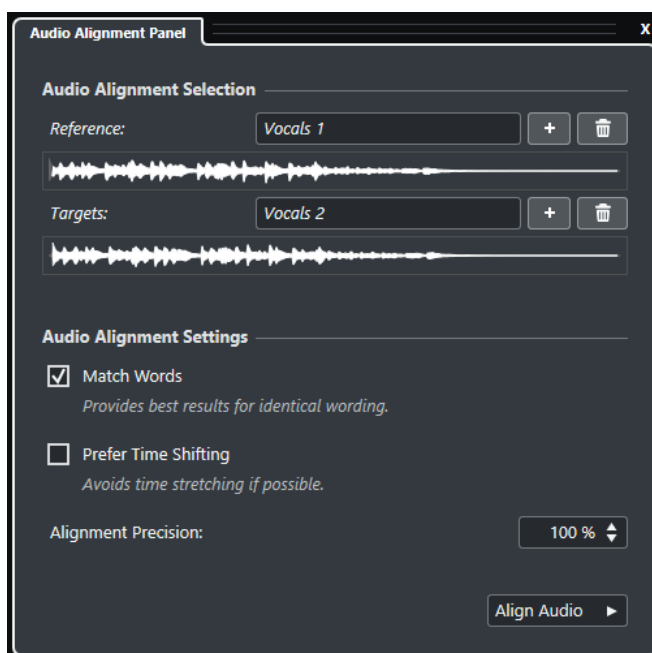 Audio Alignment Panel
X
Audio Alignment Selection
Reference: Vocals 1 +
Targets: Vocals 2 +
Audio Alignment Settings
Match Words
Provides best results for identical wording.
Prefer Time Shifting
Avoids time stretching if possible.
Alignment Precision: 100 %
Align Audio